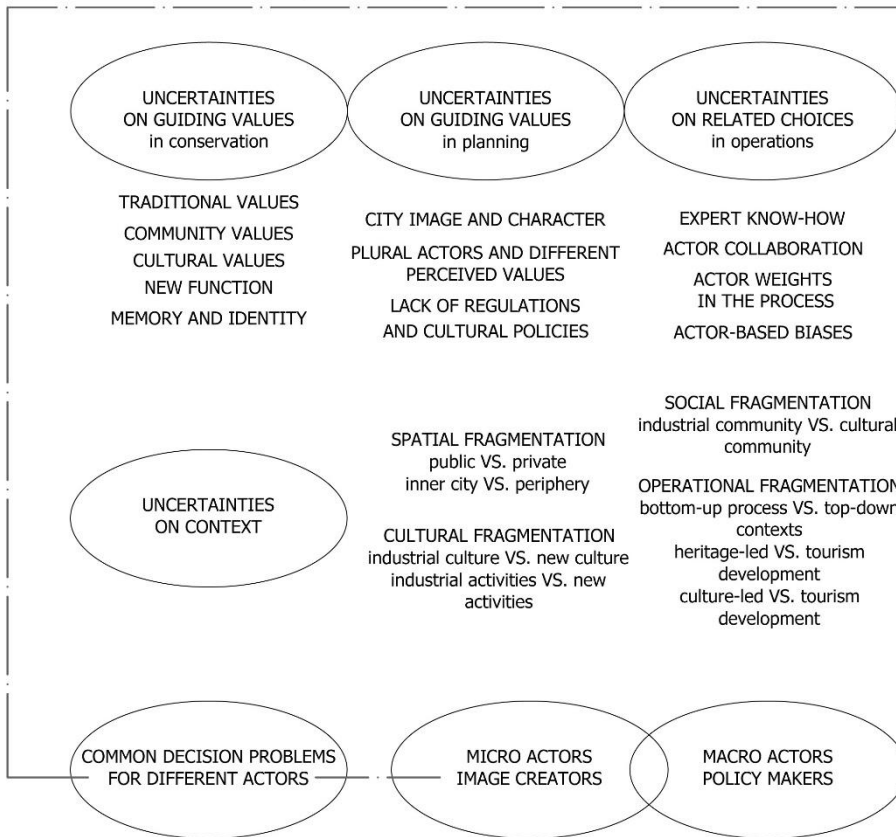 UNCERTAINTIES
ON GUIDING VALUES
in conservation
UNCERTAINTIES
ON GUIDING VALUES
in planning
UNCERTAINTIES
ON RELATED CHOICES
in operations
TRADITIONAL VALUES
COMMUNITY VALUES
CULTURAL VALUES
NEW FUNCTION
MEMORY AND IDENTITY
CITY IMAGE AND CHARACTER
PLURAL ACTORS AND DIFFERENT
PERCEIVED VALUES
LACK OF REGULATIONS
AND CULTURAL POLICIES
EXPERT KNOW-HOW
ACTOR COLLABORATION
ACTOR WEIGHTS
IN THE PROCESS
ACTOR-BASED BIASES
UNCERTAINTIES
ON CONTEXT
SPATIAL FRAGMENTATION
public VS. private
inner city VS. periphery
CULTURAL FRAGMENTATION
industrial culture VS. new culture
industrial activities VS. new
activities
SOCIAL FRAGMENTATION
industrial community VS. cultural
community
OPERATIONAL FRAGMENTATION
bottom-up process VS. top-down
contexts
heritage-led VS. tourism
development
culture-led VS. tourism
development
COMMON DECISION PROBLEMS
FOR DIFFERENT ACTORS
MICRO ACTORS
IMAGE CREATORS
MACRO ACTORS
POLICY MAKERS